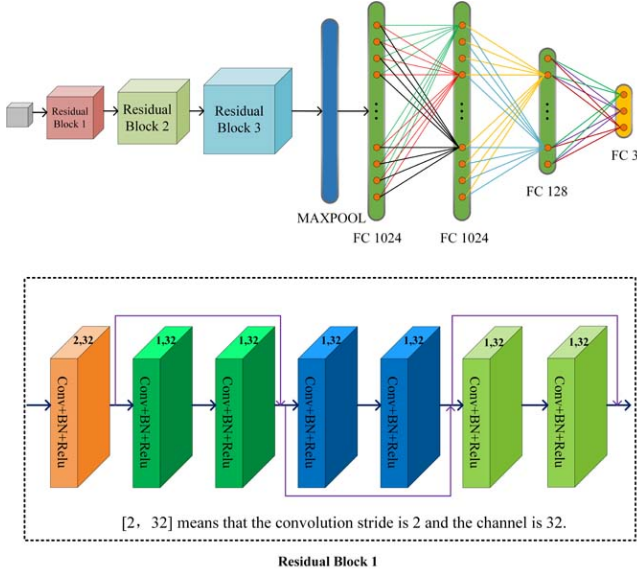 Residual
Block 1
Residual
Block 2
Residual
Block 3
MAXPOOL
FC 1024
FC 1024
FC 128
FC 3
2,32
1,32
1,32
1,32
1,32
1,32
1,32
Conv+BN+Relu
Conv+BN+Relu
Conv+BN+Relu
Conv+BN+Relu
Conv+BN+Relu
Conv+BN+Relu
Conv+BN+Relu
[2，32] means that the convolution stride is 2 and the channel is 32.
Residual Block 1